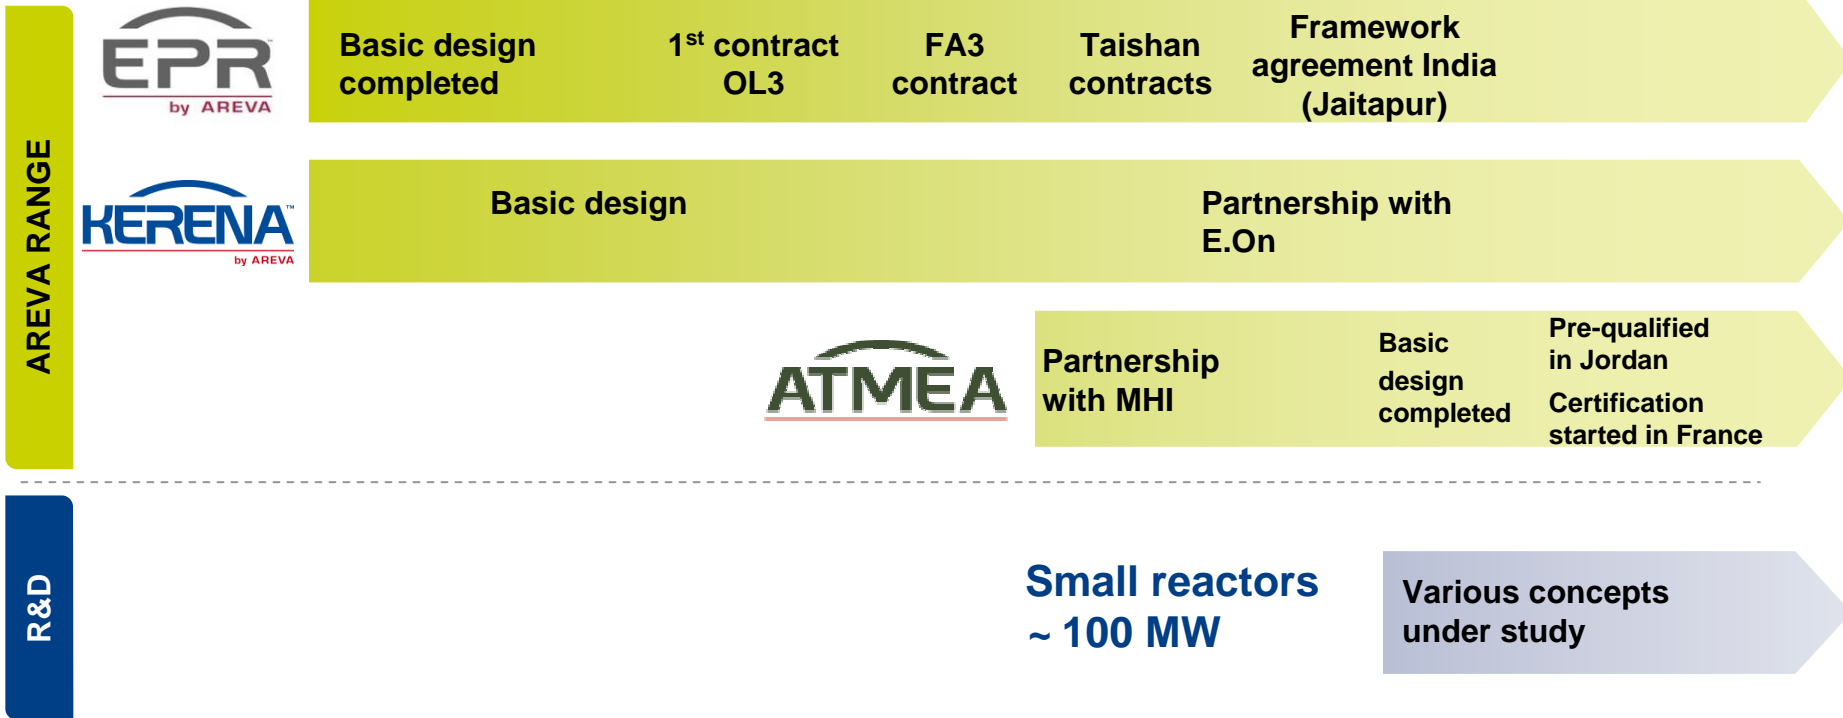 AREVA RANGE
EPR™
by AREVA
Basic design
completed
1st contract
OL3
FA3
contract
Taishan
contracts
Framework
agreement India
(Jaitapur)
KERENA™
by AREVA
Basic design
Partnership with
E.On
ATMEA
Partnership
with MHI
Basic
design
completed
Pre-qualified
in Jordan
Certification
started in France
R&D
Small reactors
~ 100 MW
Various concepts
under study